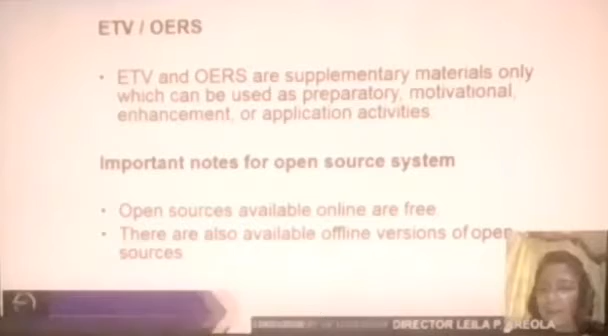 ETV / OERS
• ETV and OERS are supplementary materials only
which can be used as preparatory, motivational,
enhancement, or application activities
Important notes for open source system
• Open sources available online are free
• There are also available offline versions of open
sources
DIRECTOR LEILA P. AREOLA